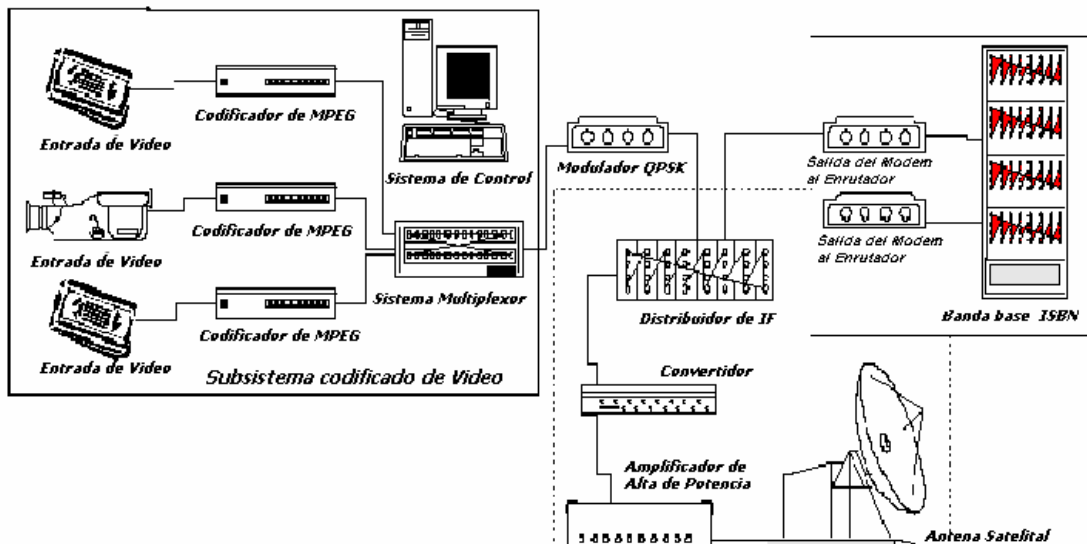 Entrada de Video
Codificador de MPEG
Sistema de Control
Entrada de Video
Codificador de MPEG
Sistema Multiplexor
Entrada de Video
Codificador de MPEG
Subsistema codificado de Video
Modulador QPSK
Salida del Modem
al Enrutador
Salida del Modem
al Enrutador
Distribuidor de IF
Banda base ISBN
Convertidor
Amplificador de
Alta de Potencia
Antena Satelital